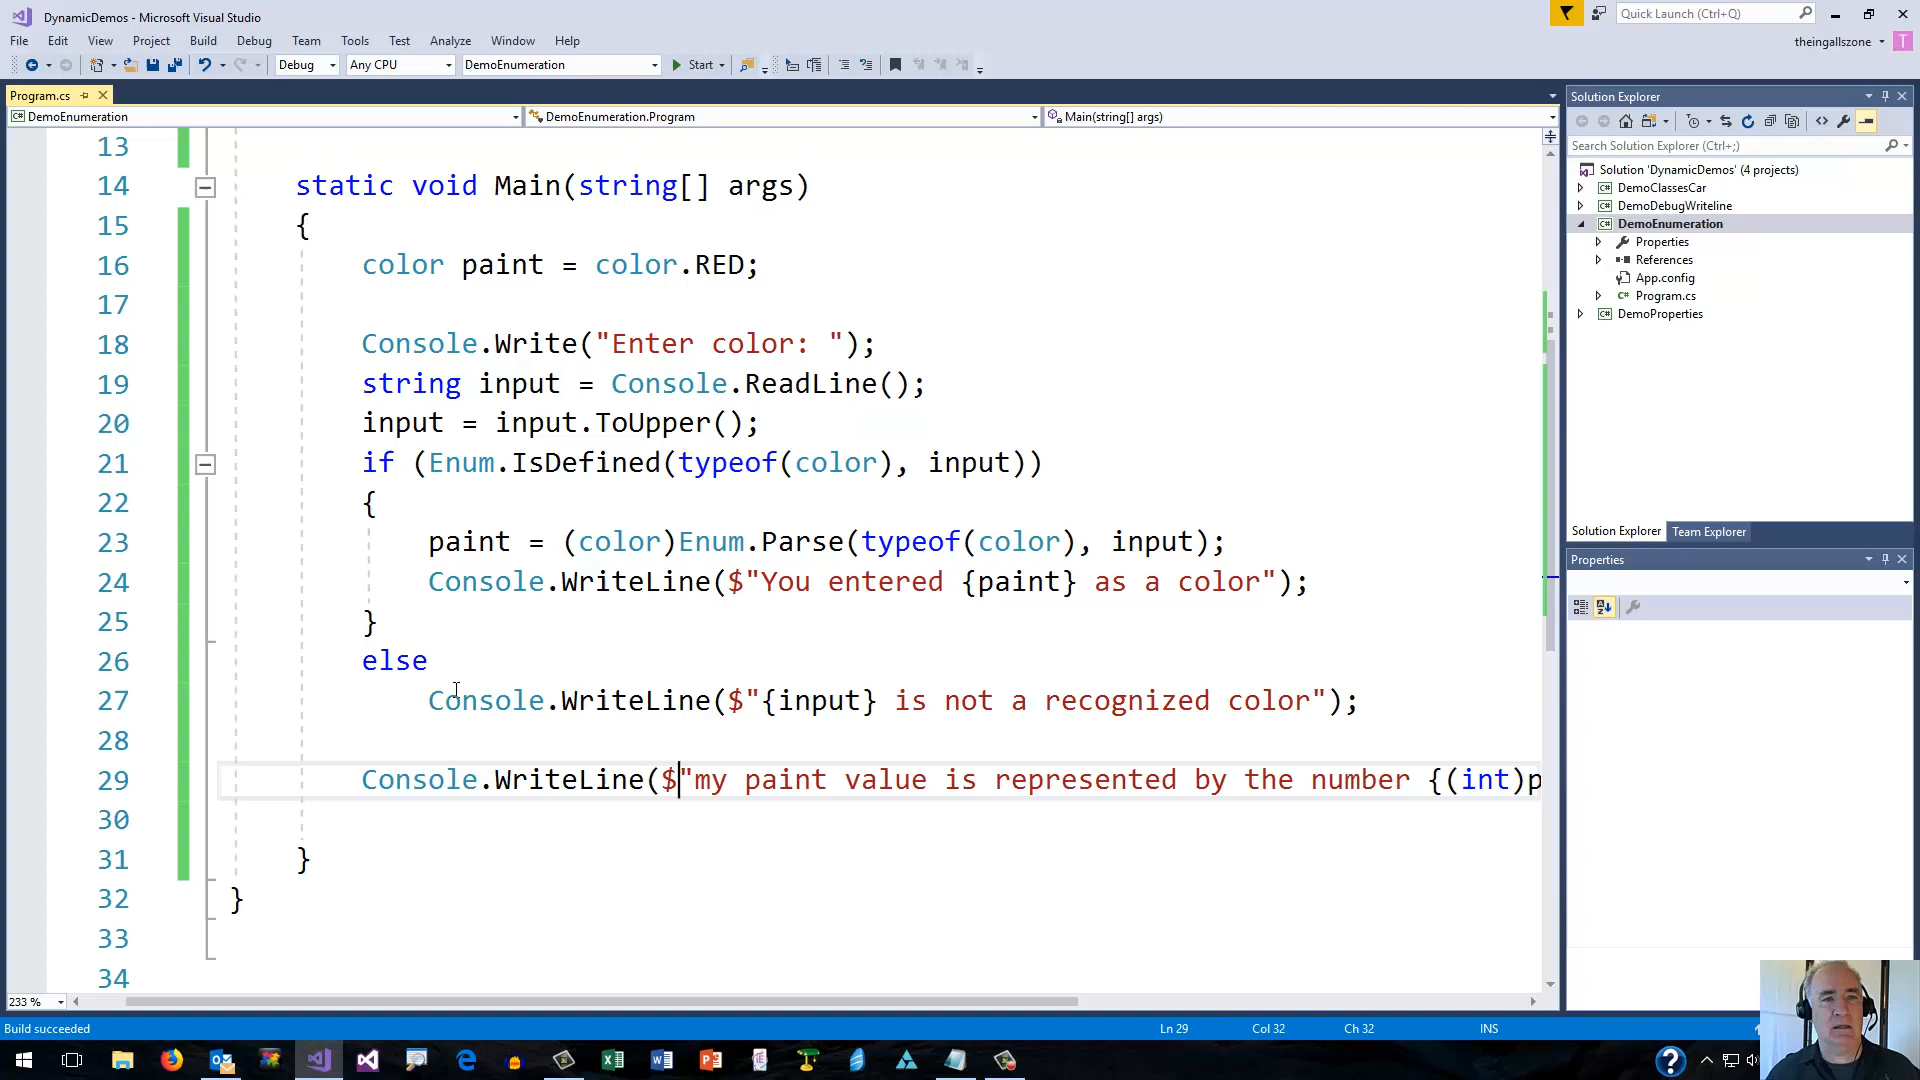 DynamicDemos - Microsoft Visual Studio
Quick Launch (Ctrl+Q)
File Edit View Project Build Debug Team Tools Test Analyze Window Help
theingallszone T
Debug Any CPU DemoEnumeration Start
Program.cs
DemoEnumeration DemoEnumeration.Program Main(string[] args)
13
14 static void Main(string[] args)
15 {
16 color paint = color.RED;
17
18 Console.Write("Enter color: ");
19 string input = Console.ReadLine();
20 input = input.ToUpper();
21 if (Enum.IsDefined(typeof(color), input))
22 {
23 paint = (color)Enum.Parse(typeof(color), input);
24 Console.WriteLine($"You entered {paint} as a color");
25 }
26 else
27 Console.WriteLine($"{input} is not a recognized color");
28
29 Console.WriteLine($"my paint value is represented by the number {(int)p
30
31 }
32 }
33
34
233 %
Solution Explorer
Search Solution Explorer (Ctrl+;)
Solution 'DynamicDemos' (4 projects)
DemoClassesCar
DemoDebugWriteline
DemoEnumeration
Properties
References
App.config
Program.cs
DemoProperties
Solution Explorer Team Explorer
Properties
Build succeeded Ln 29 Col 32 Ch 32 INS